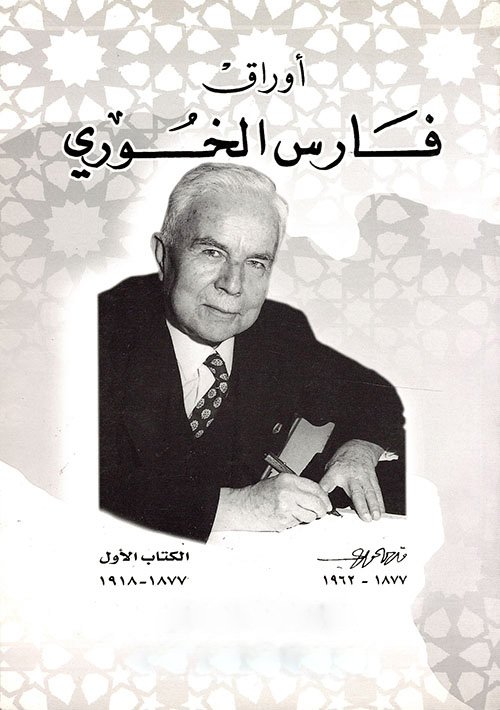 أوراق
فارس الخوري
الكتاب الأول
١٨٧٧-١٩١٨
١٨٧٧ - ١٩٦٢